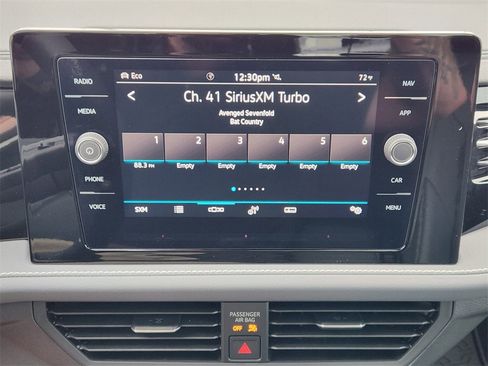 RADIO
MEDIA
PHONE
VOICE
Eco
12:30pm
72°F
< Ch. 41 SiriusXM Turbo >
Avenged Sevenfold
Bat Country
1 2 3 4 5 6
88.3 FM Empty Empty Empty Empty Empty
SXM
NAV
APP
CAR
MENU
PASSENGER
AIR BAG
OFF